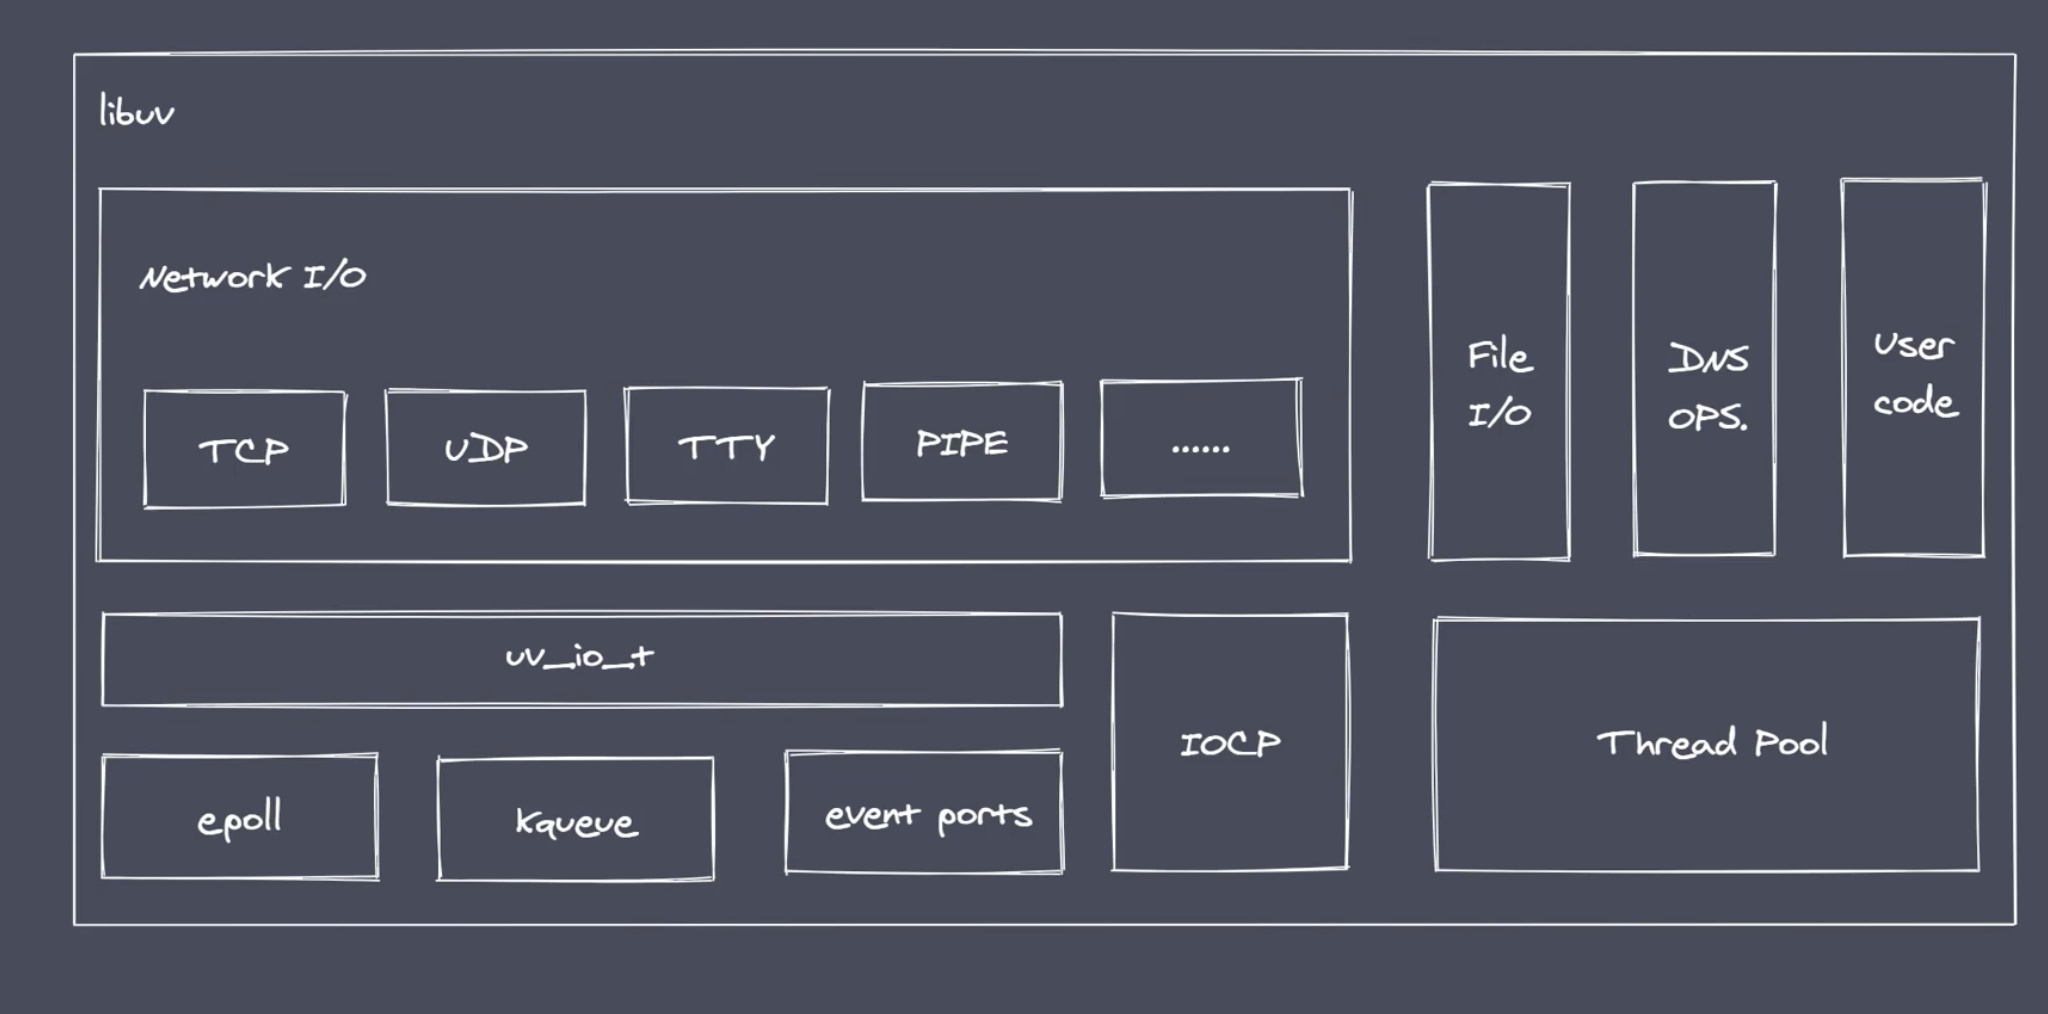 libuv
Network I/O
TCP
UDP
TTY
PIPE
......
File
I/O
DNS
OPS.
User
code
uv_io_t
IOCP
Thread Pool
epoll
kqueue
event ports